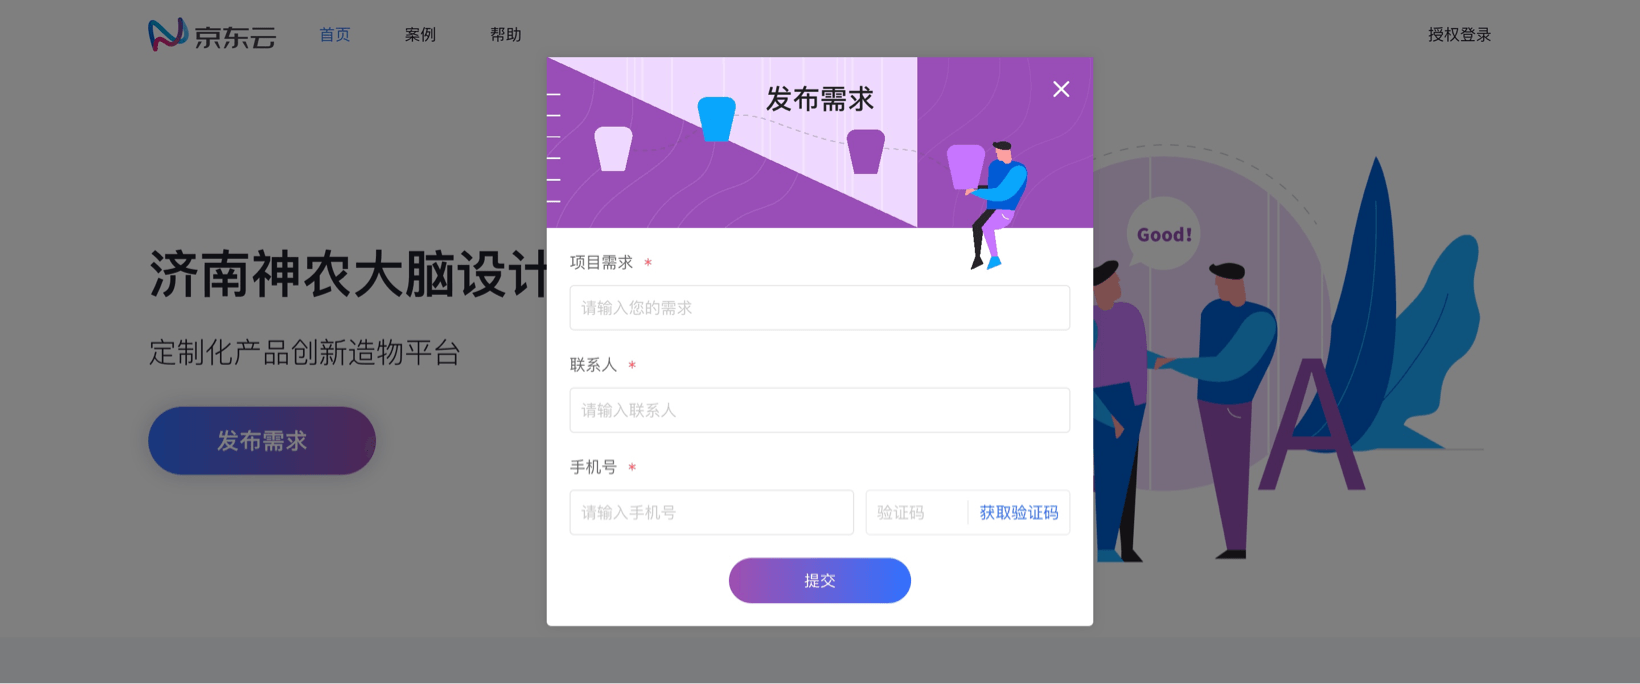 京东云
首页
案例
帮助
授权登录
发布需求
Good!
济南神农大脑设计
定制化产品创新造物平台
发布需求
A
项目需求 *
请输入您的需求
联系人 *
请输入联系人
手机号 *
请输入手机号
验证码
获取验证码
提交